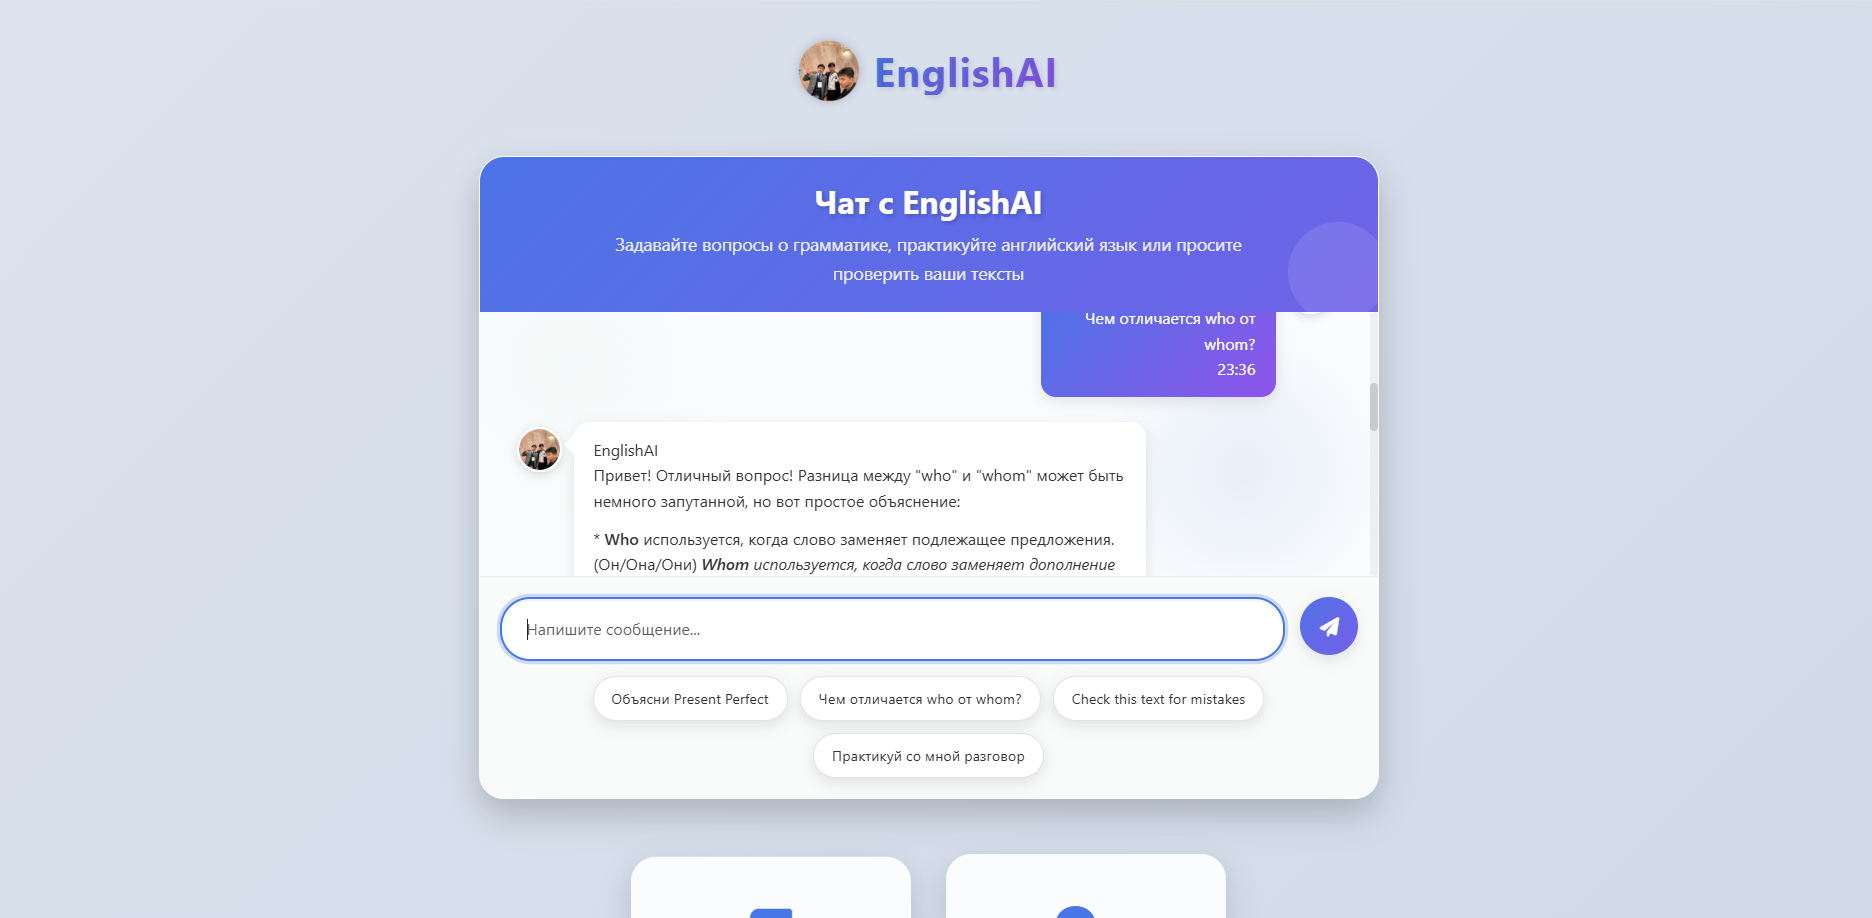 EnglishAI
Чат с EnglishAI
Задавайте вопросы о грамматике, практикуйте английский язык или просите
проверить ваши тексты
Чем отличается who от
whom?
23:36
EnglishAI
Привет! Отличный вопрос! Разница между "who" и "whom" может быть
немного запутанной, но вот простое объяснение:
* Who используется, когда слово заменяет подлежащее предложения.
(Он/Она/Они) Whom используется, когда слово заменяет дополнение
Напишите сообщение...
Объясни Present Perfect
Чем отличается who от whom?
Check this text for mistakes
Практикуй со мной разговор